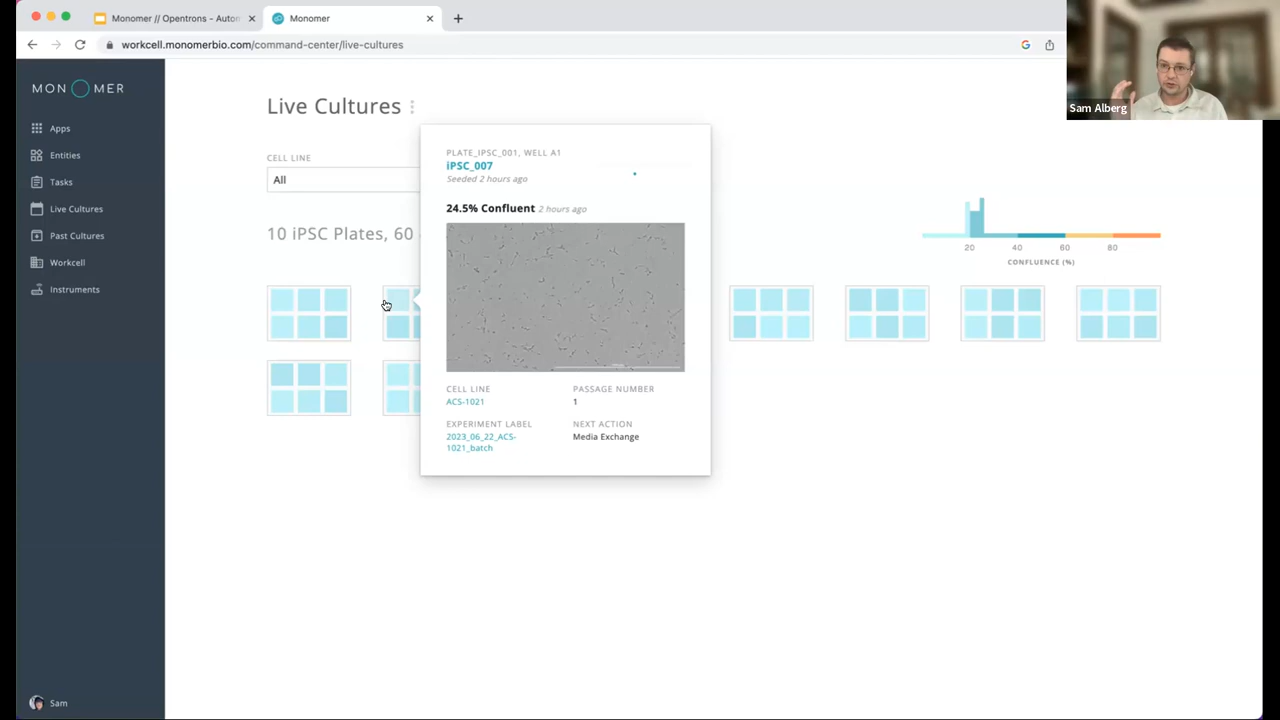 Monomer // Opentrons - Auton
Monomer
workcell.monomerbio.com/command-center/live-cultures
Sam Alberg
MONOMER
Apps
Entities
Tasks
Live Cultures
Past Cultures
Workcell
Instruments
Sam
Live Cultures
CELL LINE
All
10 iPSC Plates, 60
PLATE_IPSC_001, WELL A1
iPSC_007
Seeded 2 hours ago
24.5% Confluent 2 hours ago
CELL LINE
ACS-1021
PASSAGE NUMBER
1
EXPERIMENT LABEL
2023_06_22_ACS-
1021_batch
NEXT ACTION
Media Exchange
20 40 60 80
CONFLUENCE (%)